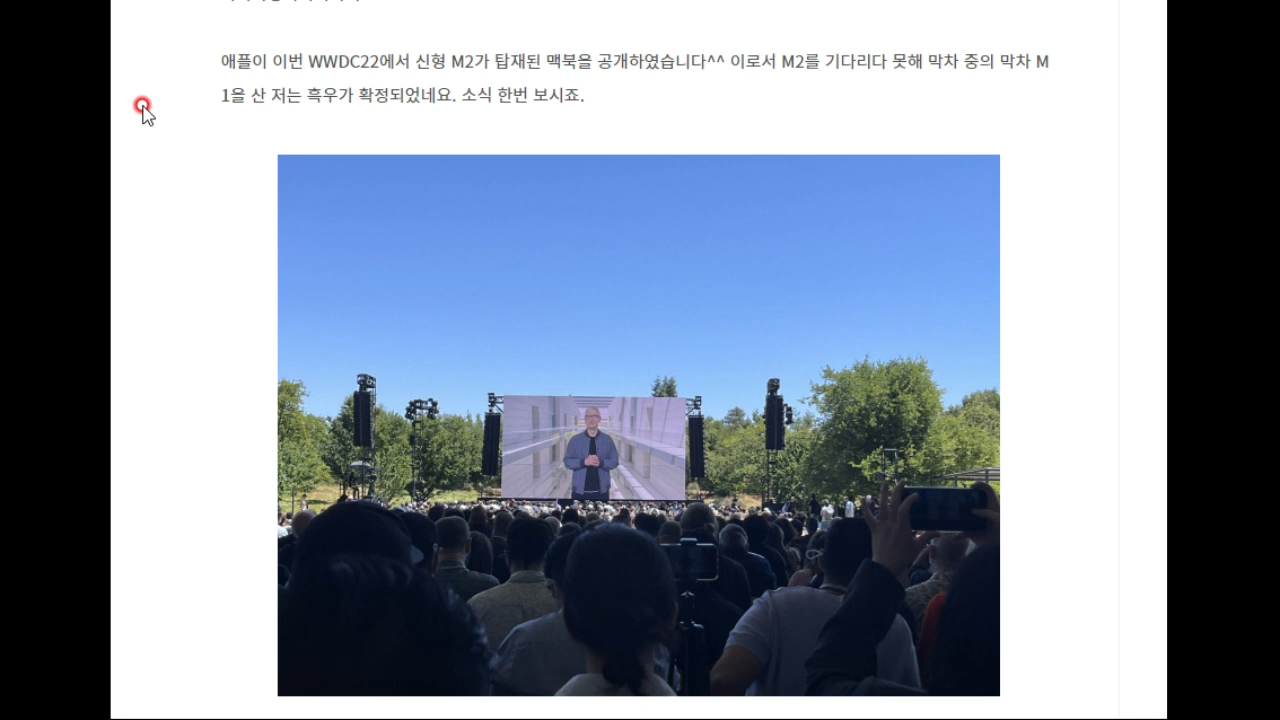 애플이 이번 WWDC22에서 신형 M2가 탑재된 맥북을 공개하였습니다^^ 이로서 M2를 기다리다 못해 막차 중의 막차 M
1을 산 저는 흑우가 확정되었네요. 소식 한번 보시죠.